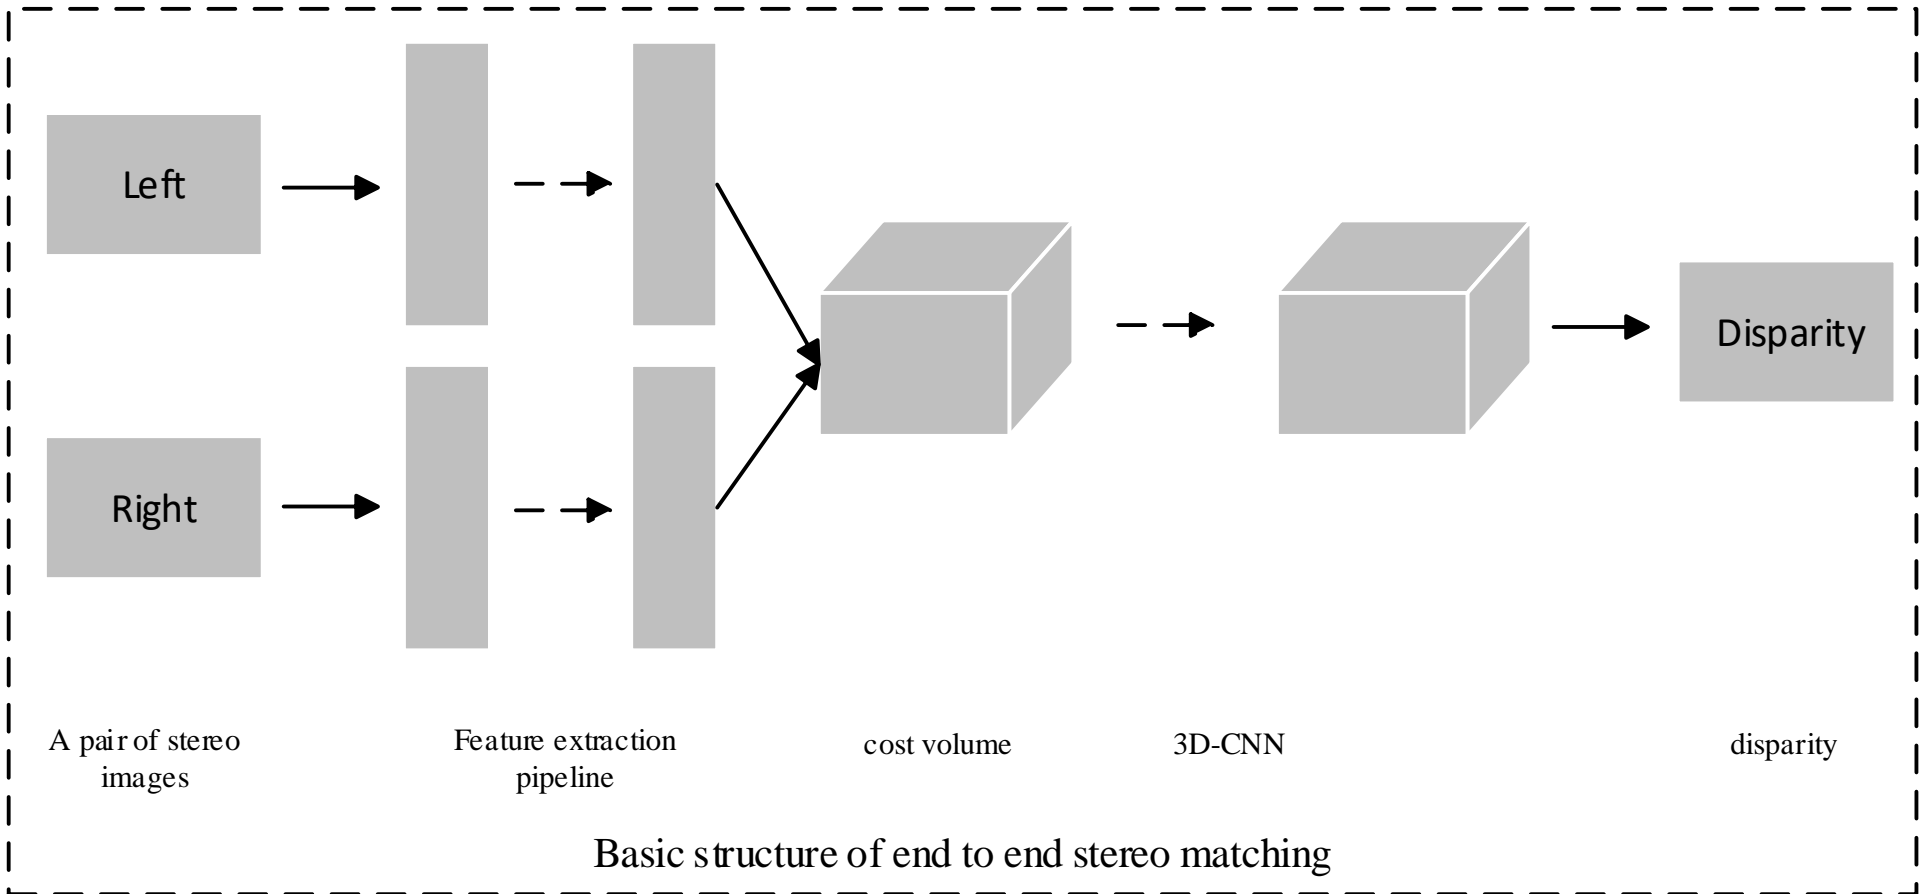 Left
Right
Disparity
A pair of stereo
images
Feature extraction
pipeline
cost volume
3D-CNN
disparity
Basic structure of end to end stereo matching